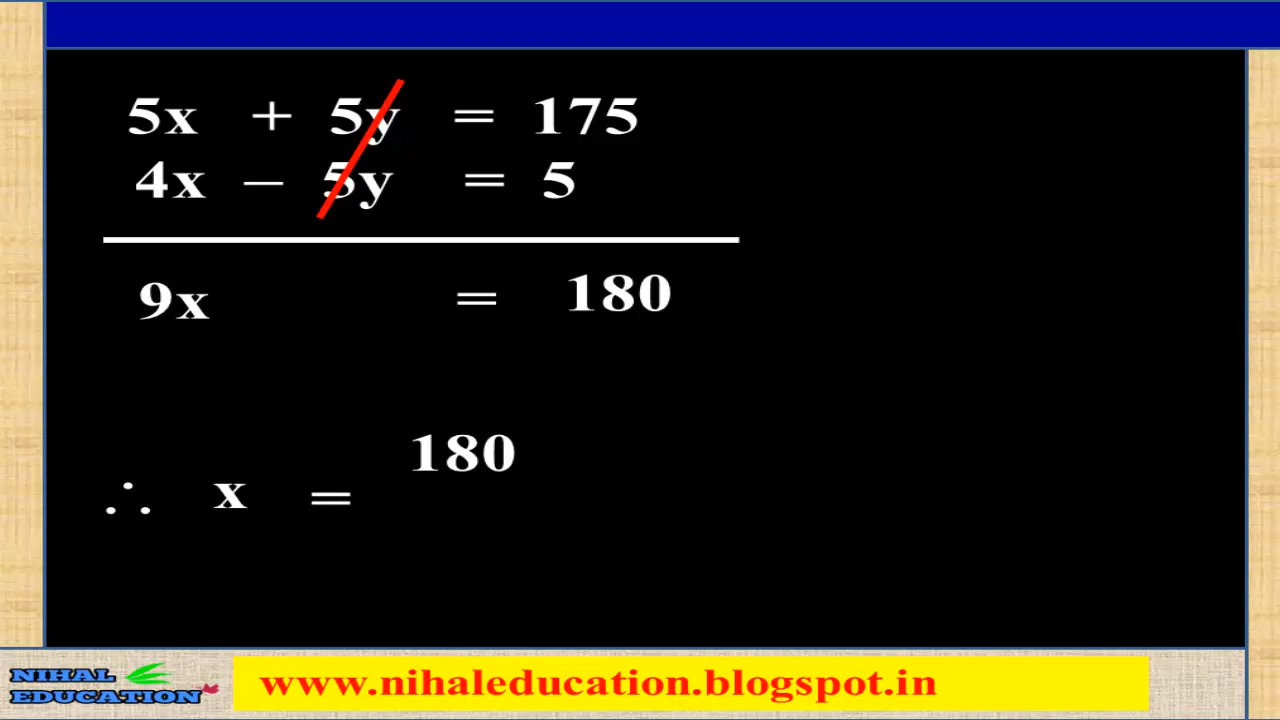 5x + 5y = 175
4x – 5y = 5
9x = 180
∴ x = 180
NIHAL
EDUCATION
www.nihaleducation.blogspot.in